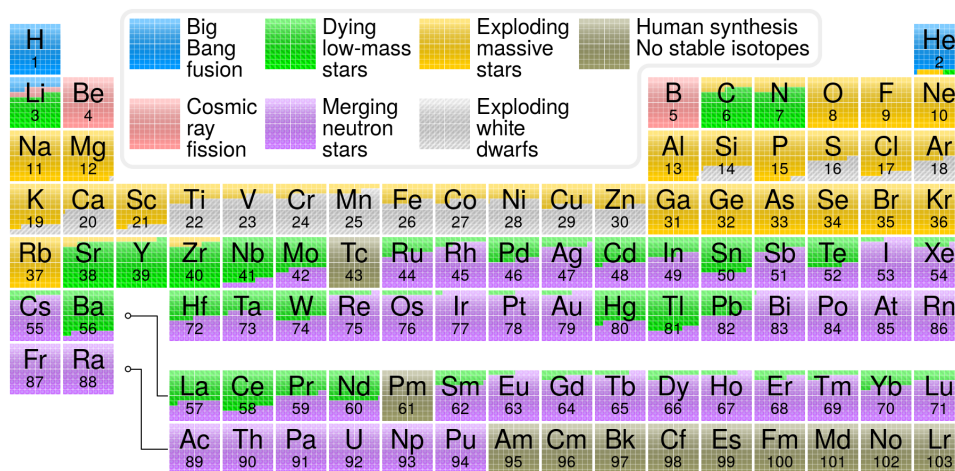 Big
Bang
fusion
Dying
low-mass
stars
Exploding
massive
stars
Human synthesis
No stable isotopes
Cosmic
ray
fission
Merging
neutron
stars
Exploding
white
dwarfs
H He
1 2
Li Be B C N O F Ne
3 4 5 6 7 8 9 10
Na Mg Al Si P S Cl Ar
11 12 13 14 15 16 17 18
K Ca Sc Ti V Cr Mn Fe Co Ni Cu Zn Ga Ge As Se Br Kr
19 20 21 22 23 24 25 26 27 28 29 30 31 32 33 34 35 36
Rb Sr Y Zr Nb Mo Tc Ru Rh Pd Ag Cd In Sn Sb Te I Xe
37 38 39 40 41 42 43 44 45 46 47 48 49 50 51 52 53 54
Cs Ba Hf Ta W Re Os Ir Pt Au Hg Tl Pb Bi Po At Rn
55 56 72 73 74 75 76 77 78 79 80 81 82 83 84 85 86
Fr Ra
87 88
La Ce Pr Nd Pm Sm Eu Gd Tb Dy Ho Er Tm Yb Lu
57 58 59 60 61 62 63 64 65 66 67 68 69 70 71
Ac Th Pa U Np Pu Am Cm Bk Cf Es Fm Md No Lr
89 90 91 92 93 94 95 96 97 98 99 100 101 102 103